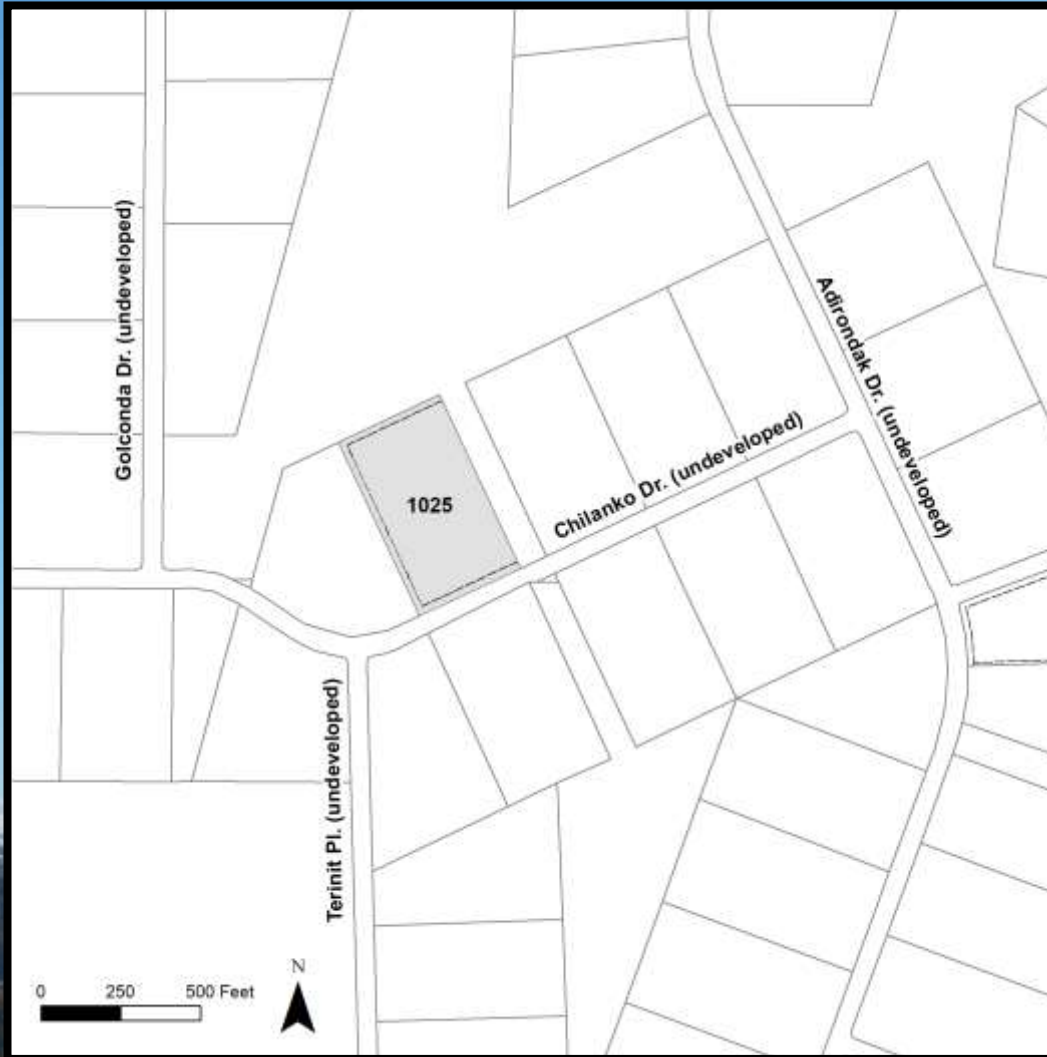 Golconda Dr. (undeveloped)
Adirondak Dr. (undeveloped)
Chilanko Dr. (undeveloped)
1025
Terinit Pl. (undeveloped)
N
0 250 500 Feet